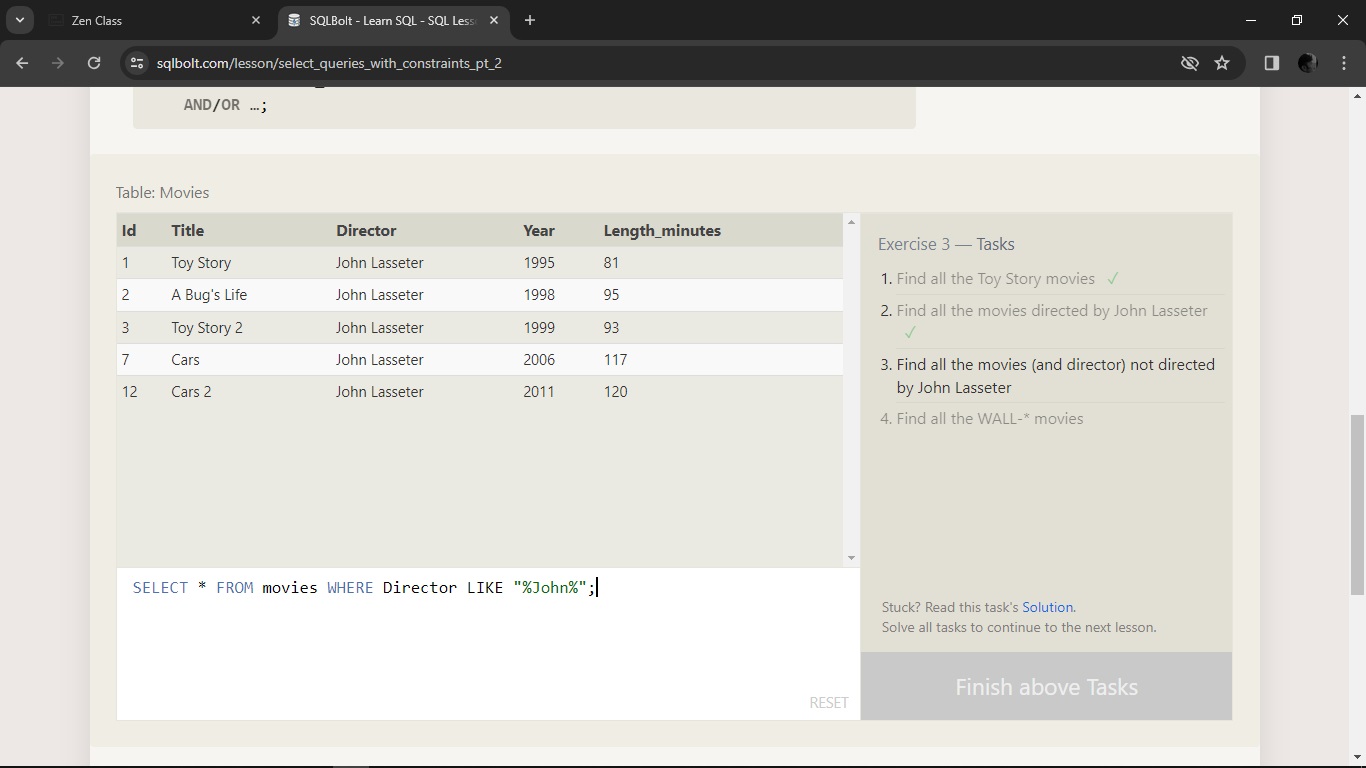 Zen Class
SQLBolt - Learn SQL - SQL Less
sqlbolt.com/lesson/select_queries_with_constraints_pt_2
AND/OR …;
Table: Movies
Id Title Director Year Length_minutes
1 Toy Story John Lasseter 1995 81
2 A Bug's Life John Lasseter 1998 95
3 Toy Story 2 John Lasseter 1999 93
7 Cars John Lasseter 2006 117
12 Cars 2 John Lasseter 2011 120
SELECT * FROM movies WHERE Director LIKE "%John%";
RESET
Exercise 3 — Tasks
1. Find all the Toy Story movies ✓
2. Find all the movies directed by John Lasseter
✓
3. Find all the movies (and director) not directed
by John Lasseter
4. Find all the WALL-* movies
Stuck? Read this task's Solution.
Solve all tasks to continue to the next lesson.
Finish above Tasks